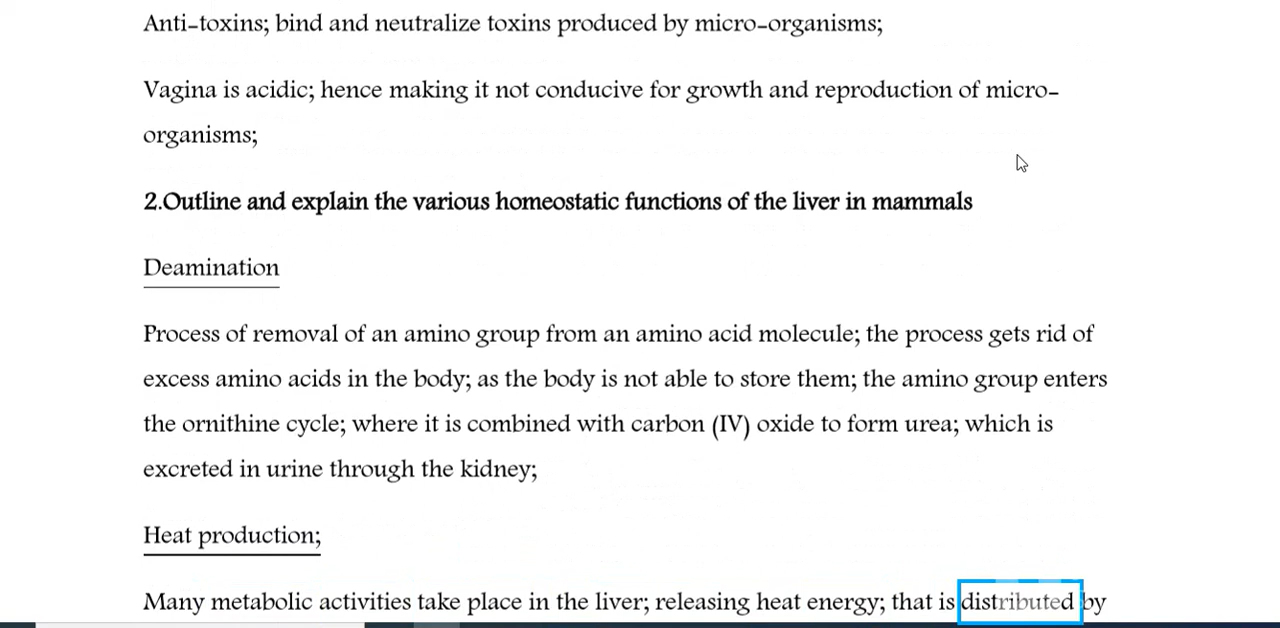 Anti-toxins; bind and neutralize toxins produced by micro-organisms;
Vagina is acidic; hence making it not conducive for growth and reproduction of micro-
organisms;
2.Outline and explain the various homeostatic functions of the liver in mammals
Deamination
Process of removal of an amino group from an amino acid molecule; the process gets rid of
excess amino acids in the body; as the body is not able to store them; the amino group enters
the ornithine cycle; where it is combined with carbon (IV) oxide to form urea; which is
excreted in urine through the kidney;
Heat production;
Many metabolic activities take place in the liver; releasing heat energy; that is distributed by